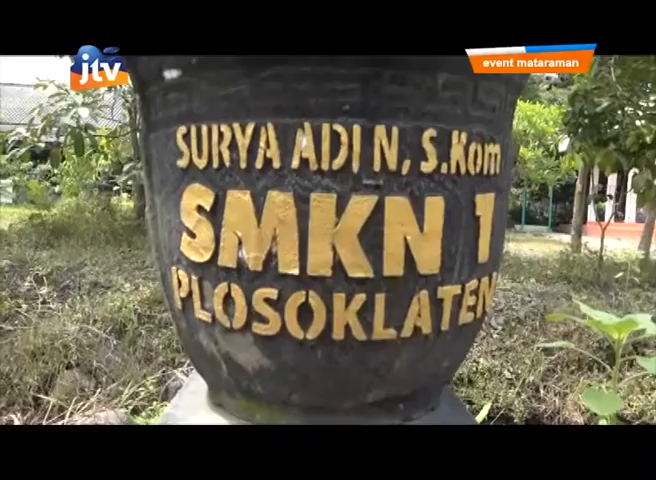 jtv
event mataraman
SURYA ADI N, S.Kom
SMKN 1
PLOSOKLATEN